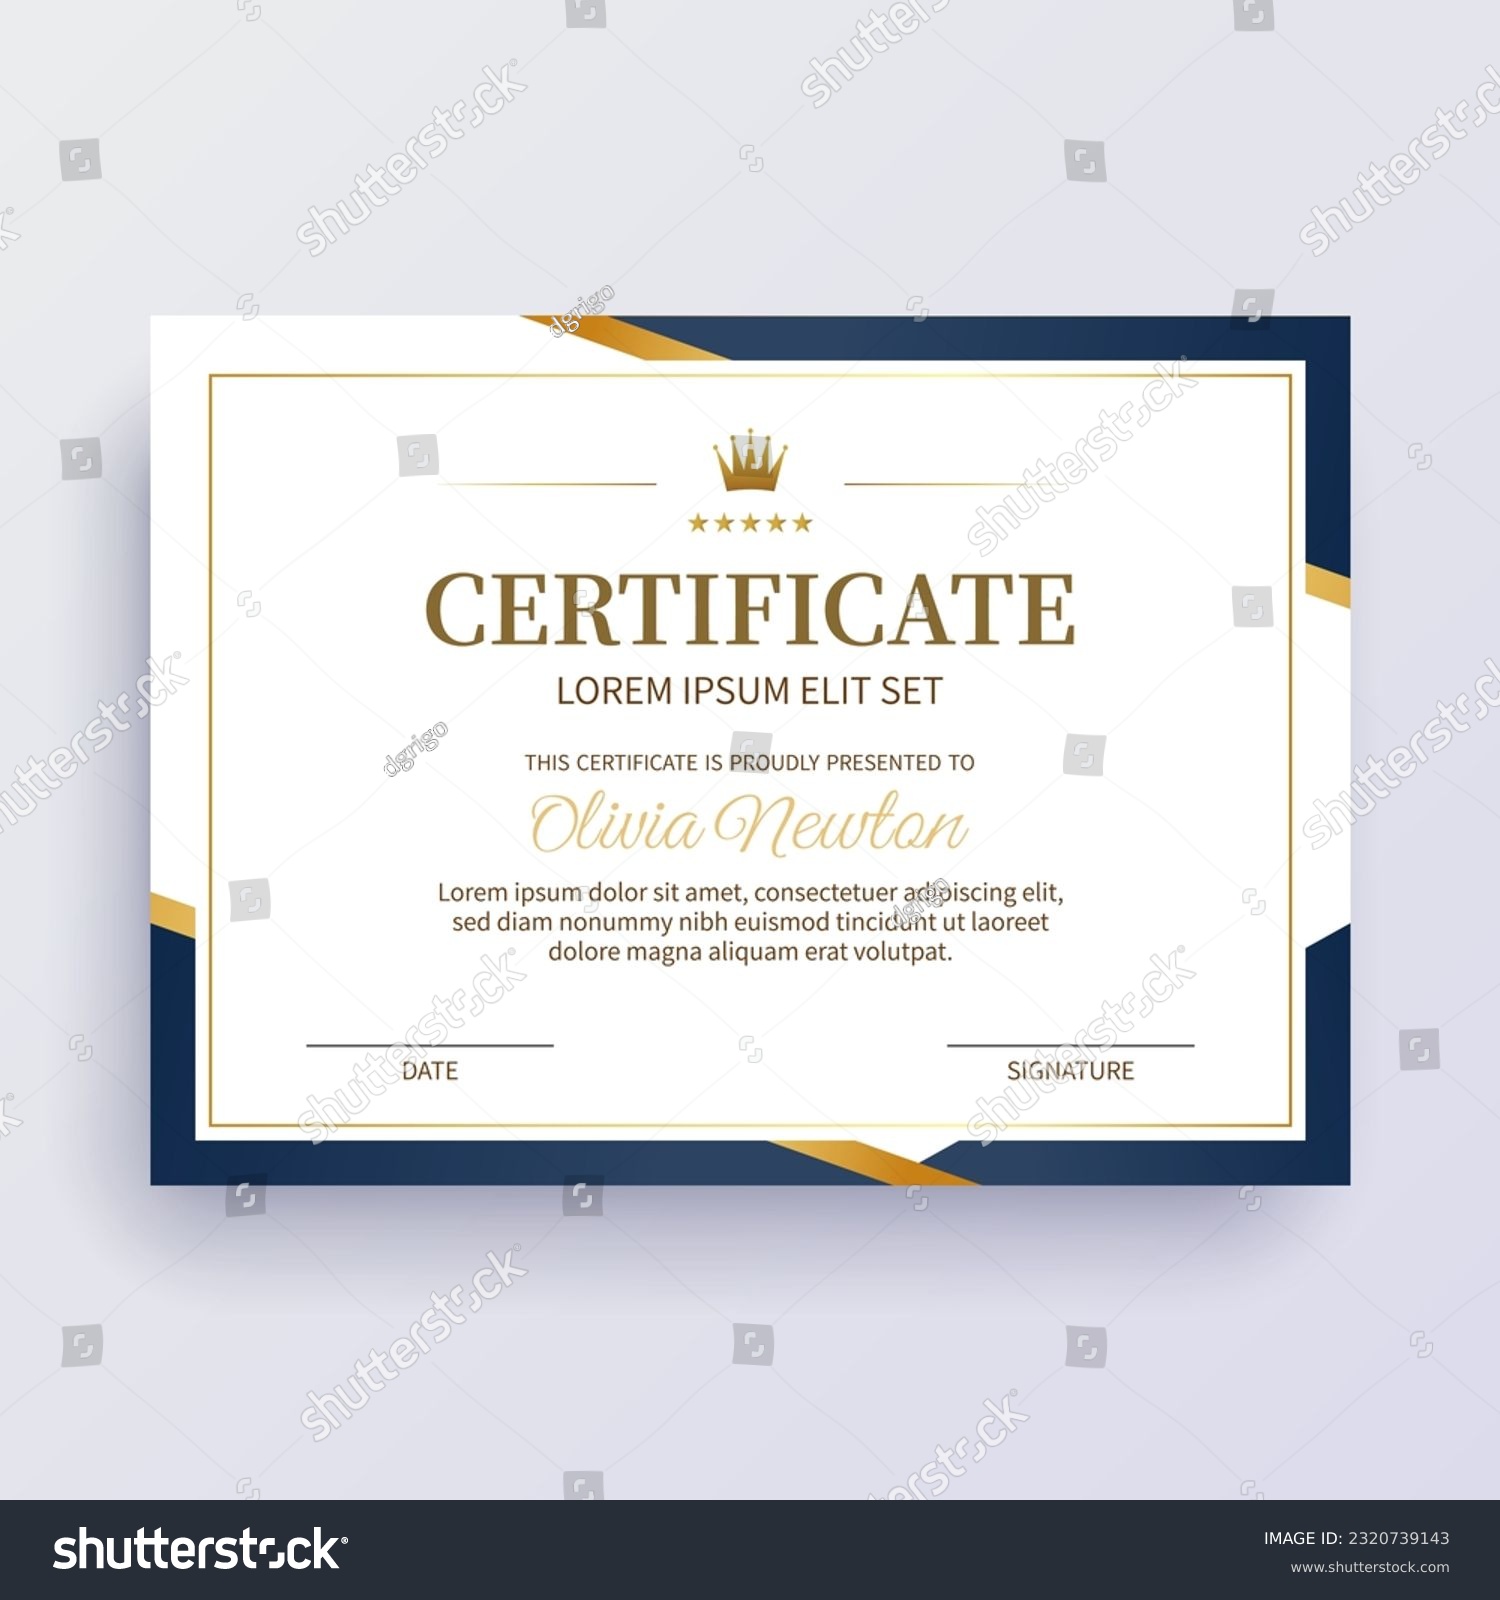 CERTIFICATE
LOREM IPSUM ELIT SET
THIS CERTIFICATE IS PROUDLY PRESENTED TO
Olivia Newton
Lorem ipsum dolor sit amet, consectetuer adipiscing elit,
sed diam nonummy nibh euismod tincidunt ut laoreet
dolore magna aliquam erat volutpat.
DATE
SIGNATURE
shutterstock
dgrigo
shutterstock
IMAGE ID: 2320739143
www.shutterstock.com